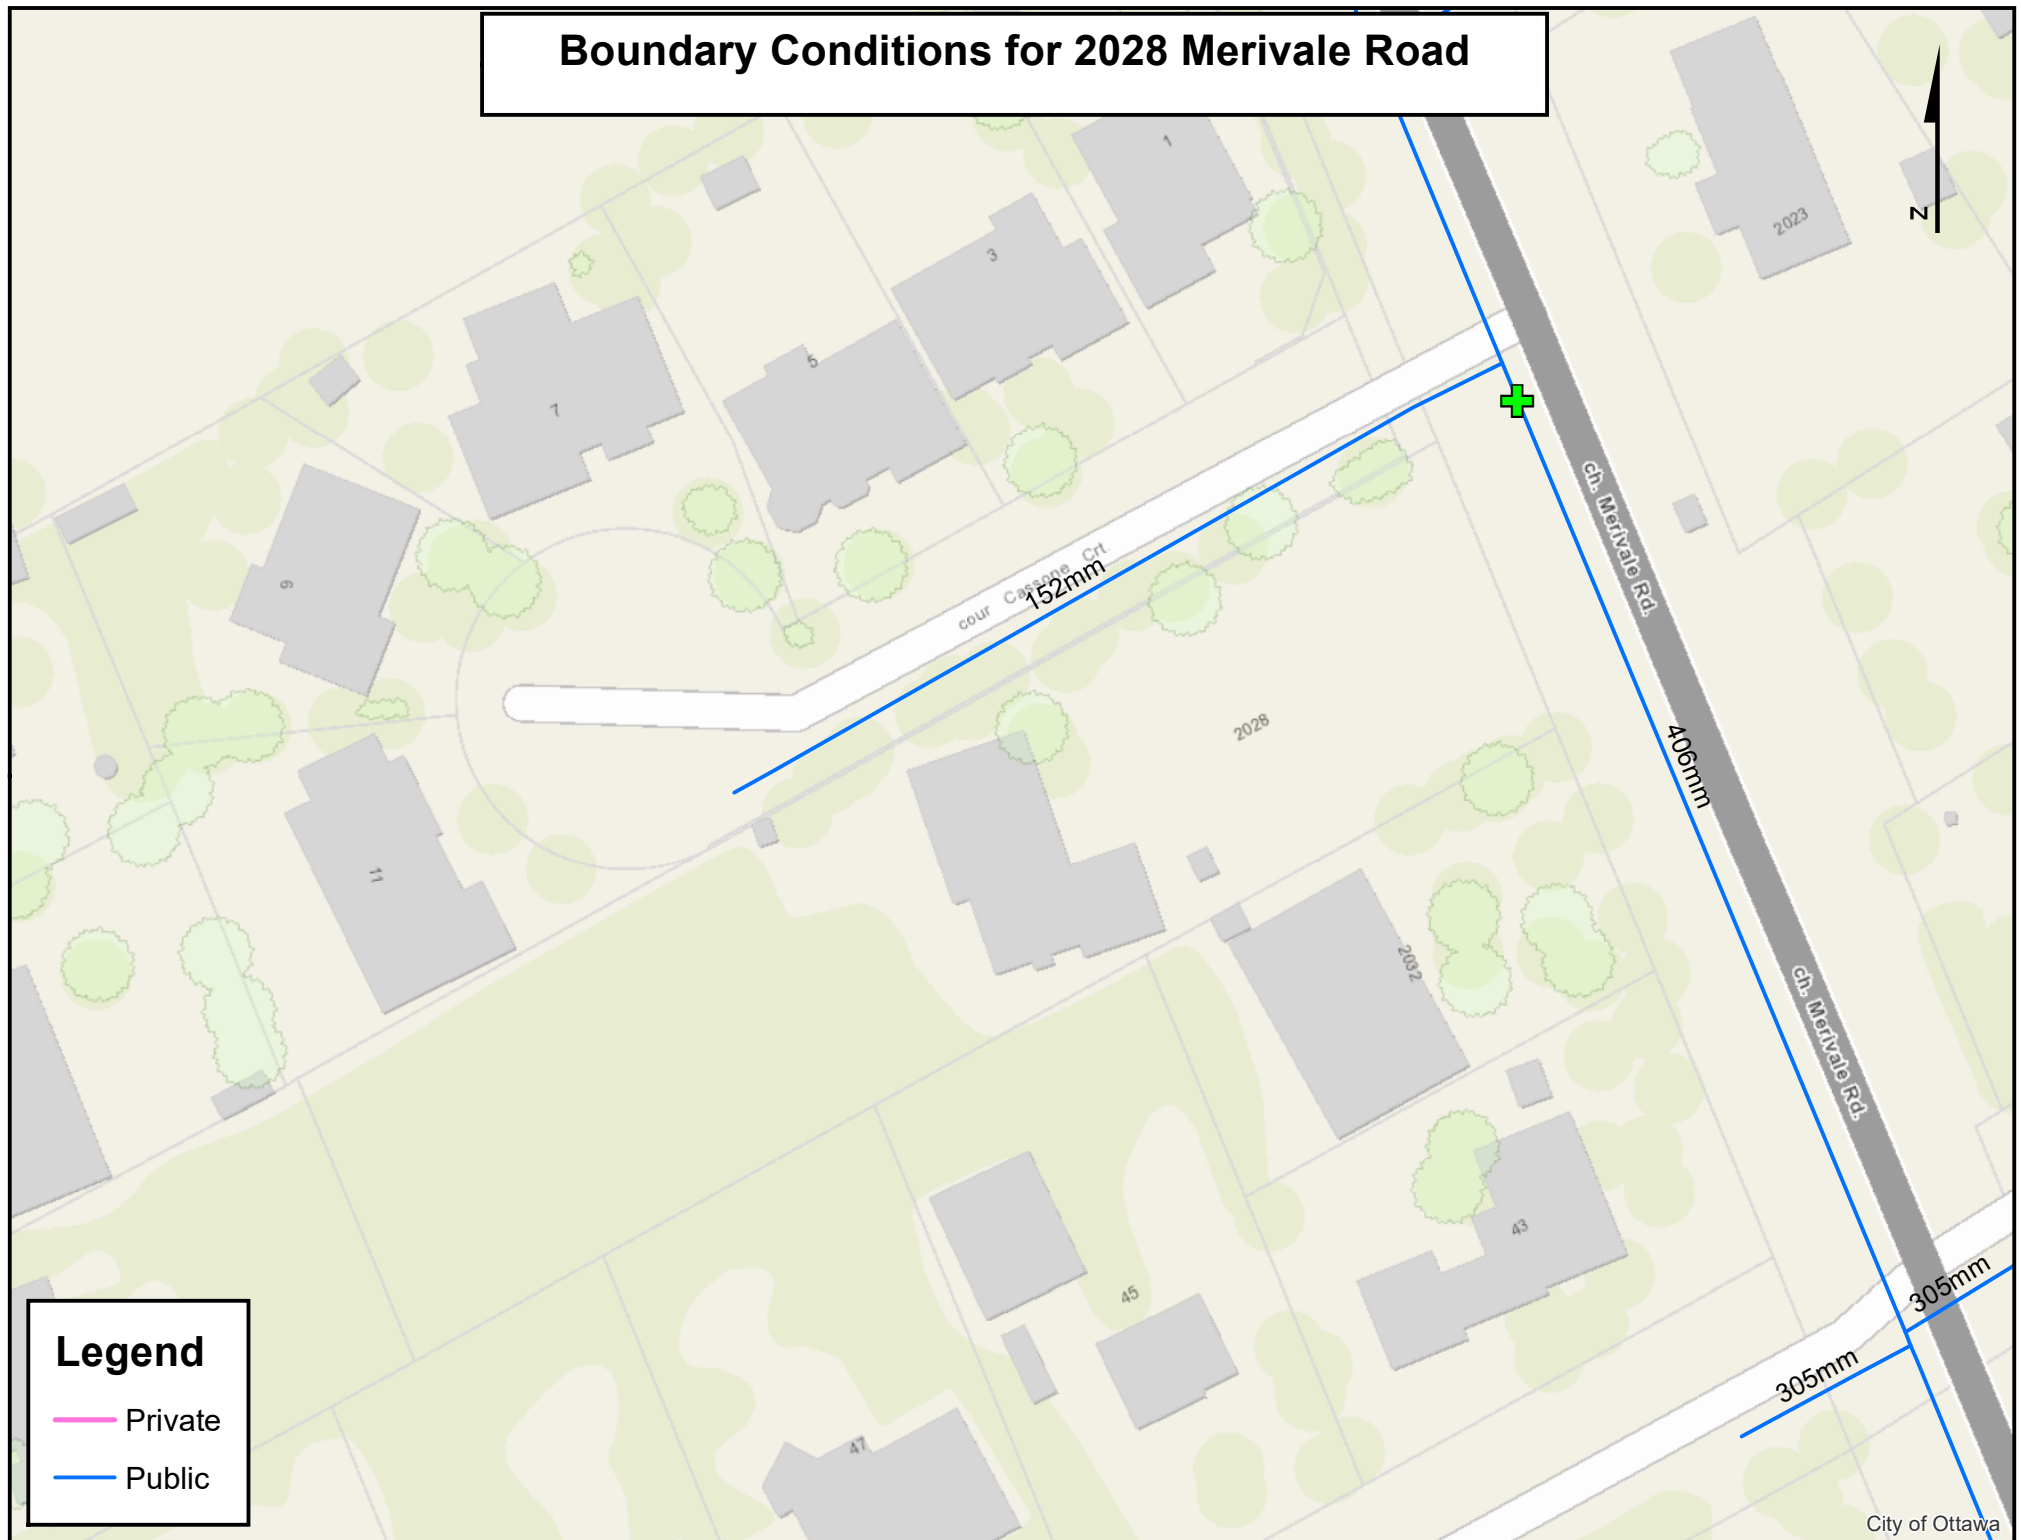 Boundary Conditions for 2028 Merivale Road
N
1
2023
3
5
7
9
ch. Merivale Rd.
cour Cassone Crt.
152mm
2028
406mm
11
2032
ch. Merivale Rd.
43
45
305mm
305mm
47
Legend
Private
Public
City of Ottawa